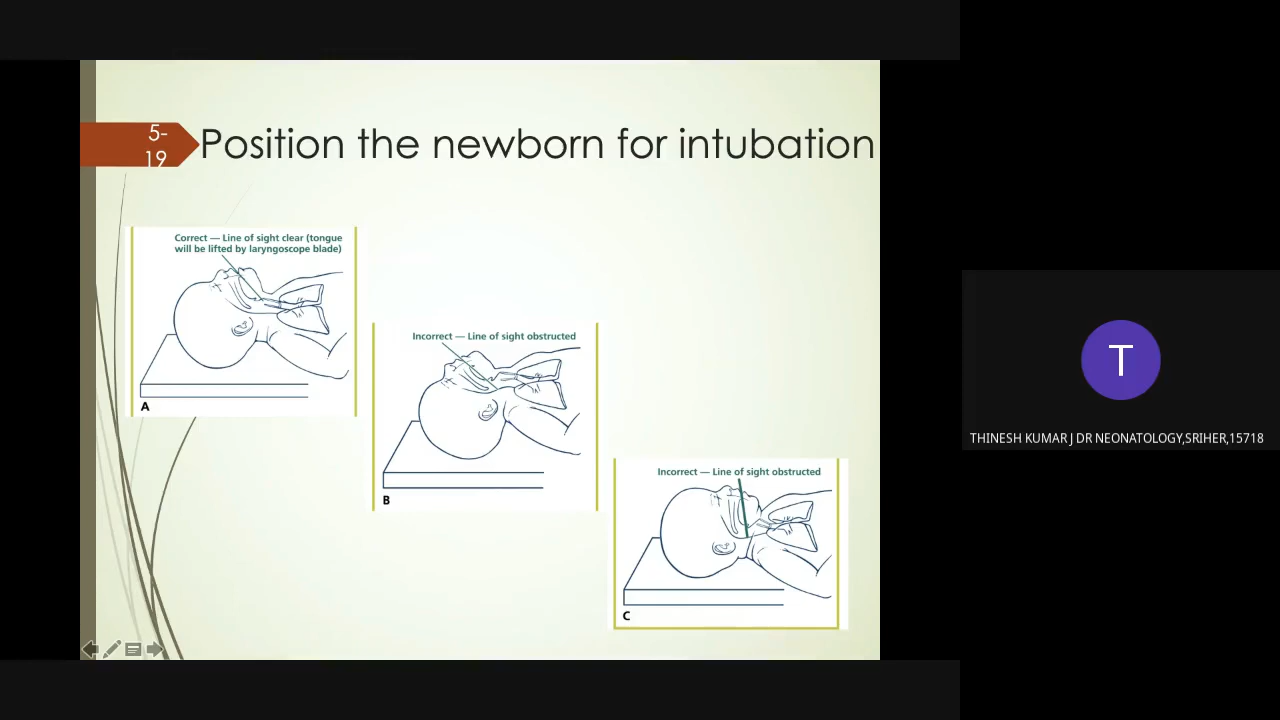 5-
19
Position the newborn for intubation
Correct — Line of sight clear (tongue
will be lifted by laryngoscope blade)
A
Incorrect — Line of sight obstructed
B
Incorrect — Line of sight obstructed
C
T
THINESH KUMAR J DR NEONATOLOGY,SRIHER,15718